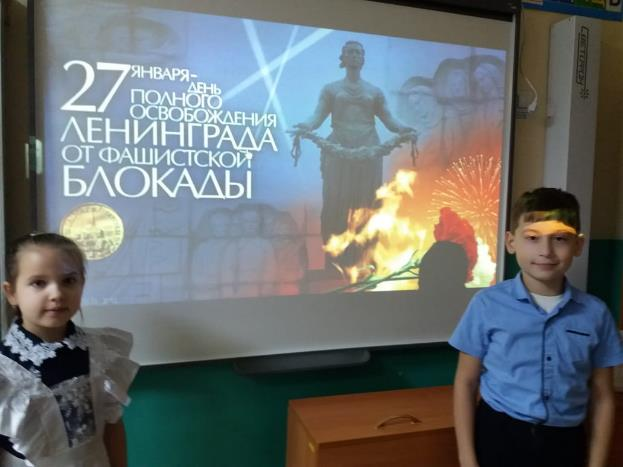 27 ЯНВАРЯ-
ДЕНЬ
ПОЛНОГО
ОСВОБОЖДЕНИЯ
ЛЕНИНГРАДА
ОТ ФАШИСТСКОЙ
БЛОКАДЫ